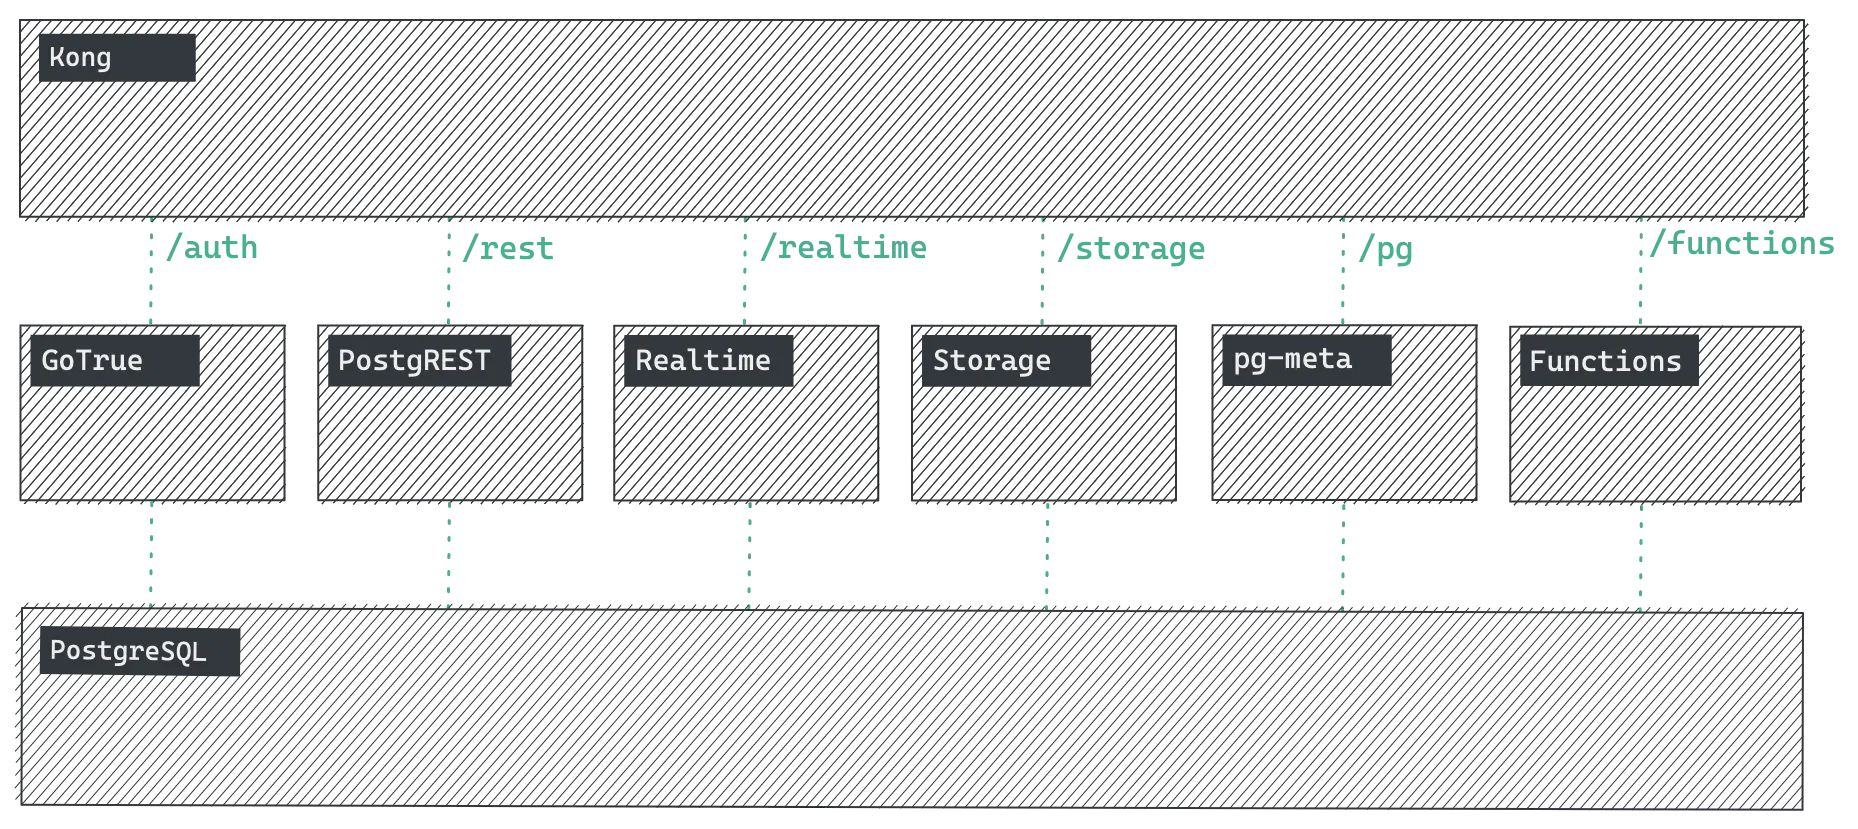 Kong
/auth
/rest
/realtime
/storage
/pg
/functions
GoTrue
PostgREST
Realtime
Storage
pg-meta
Functions
PostgreSQL